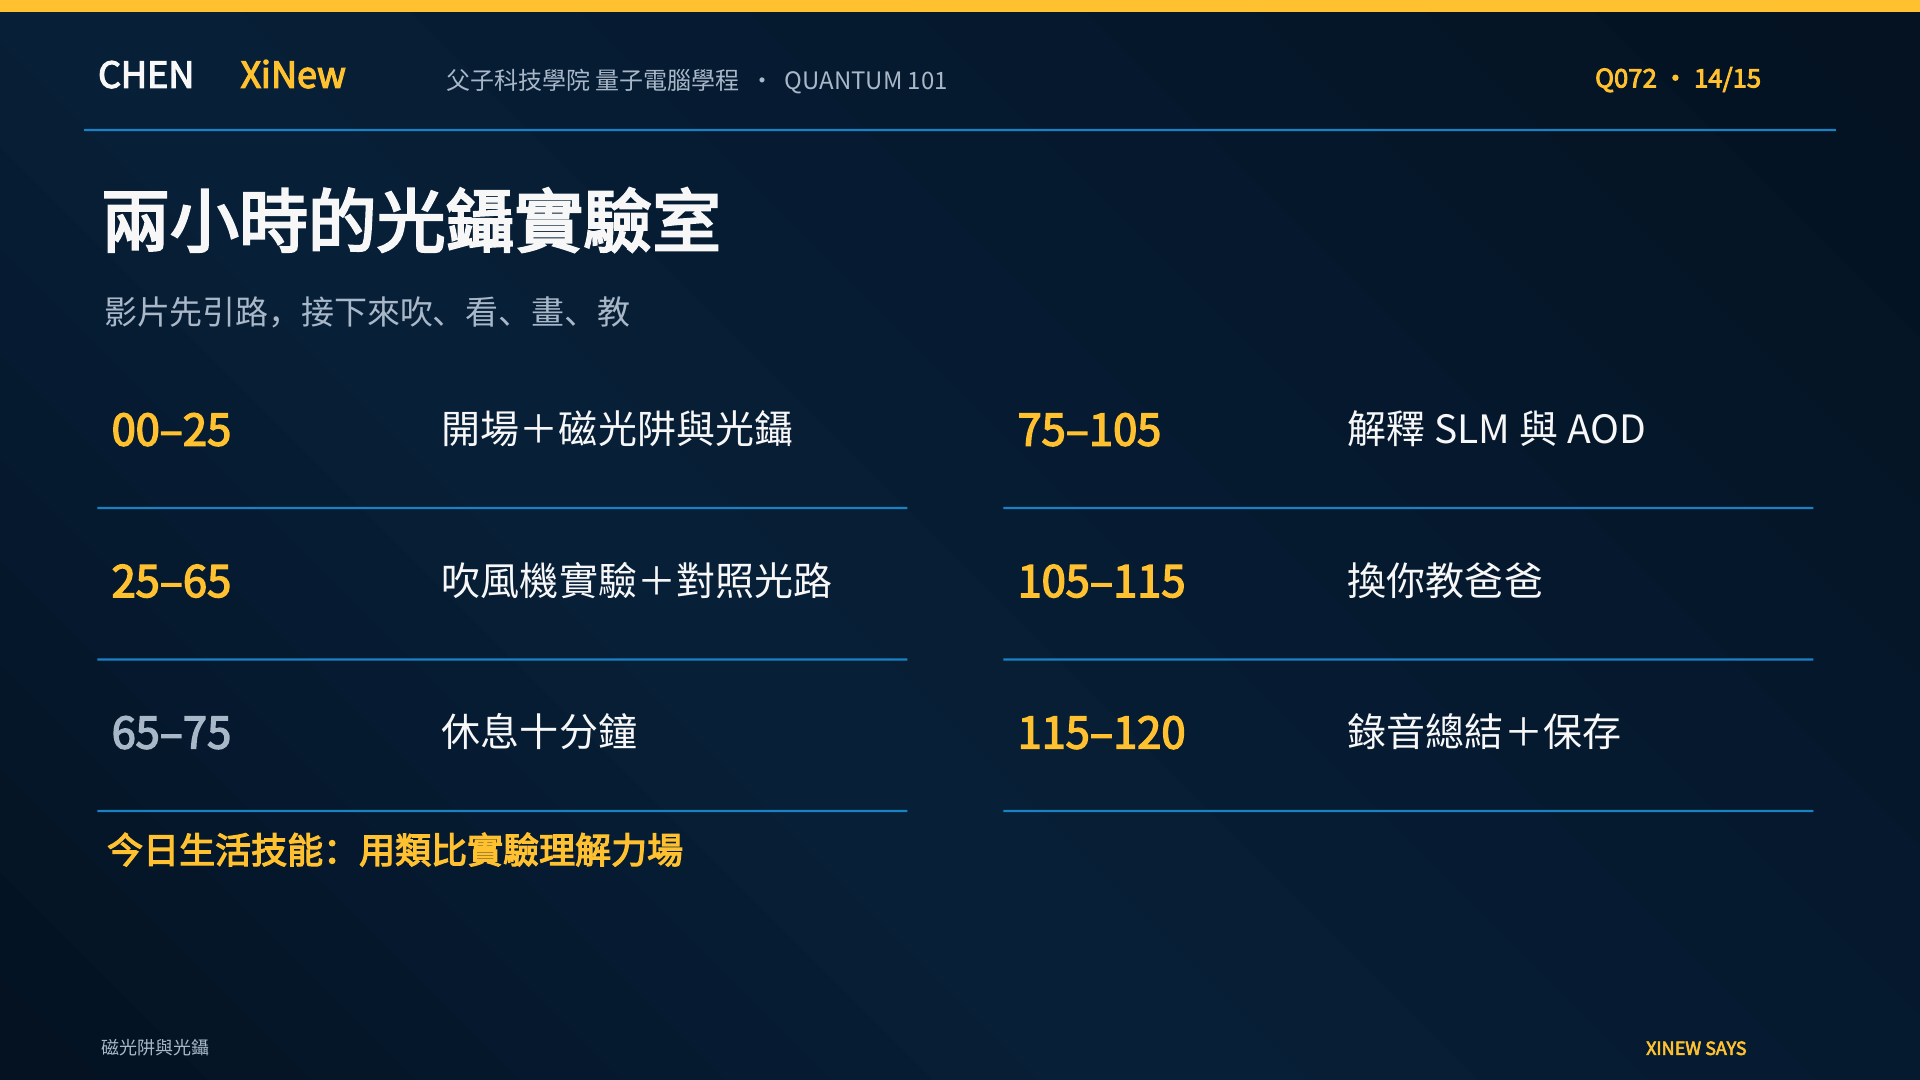 CHEN XiNew 父子科技學院 量子電腦學程 • QUANTUM 101
Q072 • 14/15
兩小時的光鑷實驗室
影片先引路，接下來吹、看、畫、教
00–25 開場＋磁光阱與光鑷
25–65 吹風機實驗＋對照光路
65–75 休息十分鐘
75–105 解釋 SLM 與 AOD
105–115 換你教爸爸
115–120 錄音總結＋保存
今日生活技能：用類比實驗理解力場
磁光阱與光鑷
XINEW SAYS